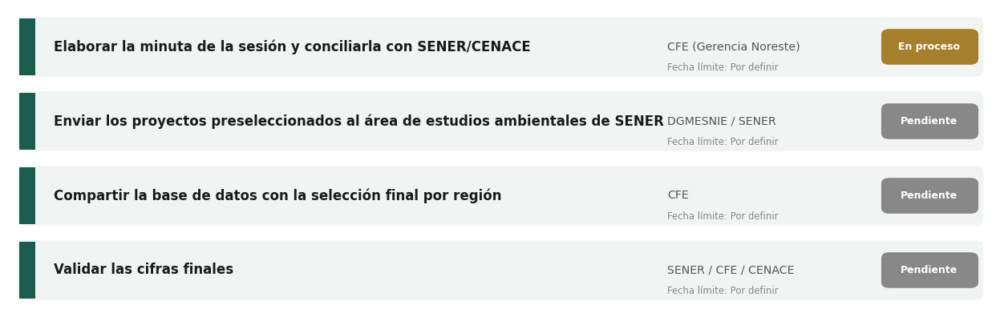 Elaborar la minuta de la sesión y conciliarla con SENER/CENACE
CFE (Gerencia Noreste)
Fecha límite: Por definir
En proceso
Enviar los proyectos preseleccionados al área de estudios ambientales de SENER
DGMESNIE / SENER
Fecha límite: Por definir
Pendiente
Compartir la base de datos con la selección final por región
CFE
Fecha límite: Por definir
Pendiente
Validar las cifras finales
SENER / CFE / CENACE
Fecha límite: Por definir
Pendiente